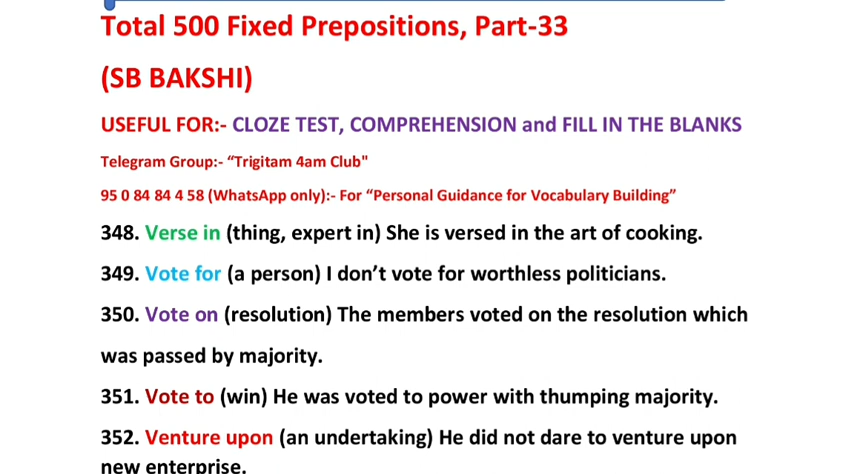 Total 500 Fixed Prepositions, Part-33
(SB BAKSHI)
USEFUL FOR:- CLOZE TEST, COMPREHENSION and FILL IN THE BLANKS
Telegram Group:- “Trigitam 4am Club"
95 0 84 84 4 58 (WhatsApp only):- For “Personal Guidance for Vocabulary Building”
348. Verse in (thing, expert in) She is versed in the art of cooking.
349. Vote for (a person) I don’t vote for worthless politicians.
350. Vote on (resolution) The members voted on the resolution which
was passed by majority.
351. Vote to (win) He was voted to power with thumping majority.
352. Venture upon (an undertaking) He did not dare to venture upon
new enterprise.